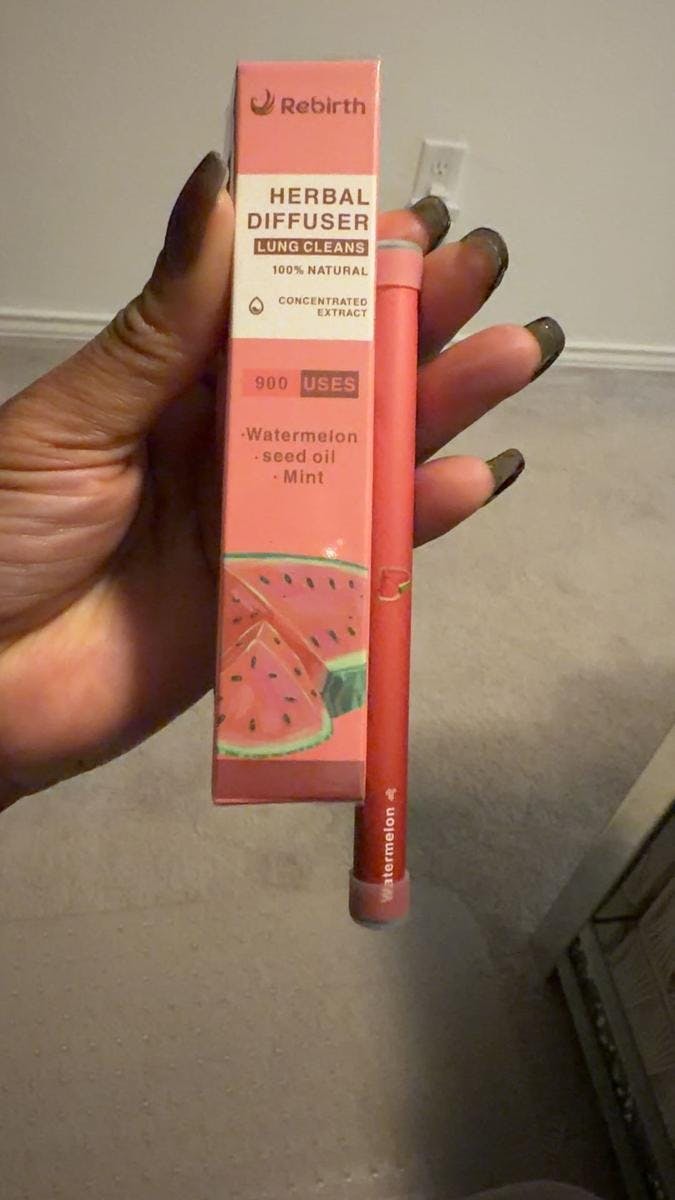 Rebirth
HERBAL
DIFFUSER
LUNG CLEANS
100% NATURAL
CONCENTRATED
EXTRACT
900 USES
·Watermelon
·seed oil
·Mint
Watermelon